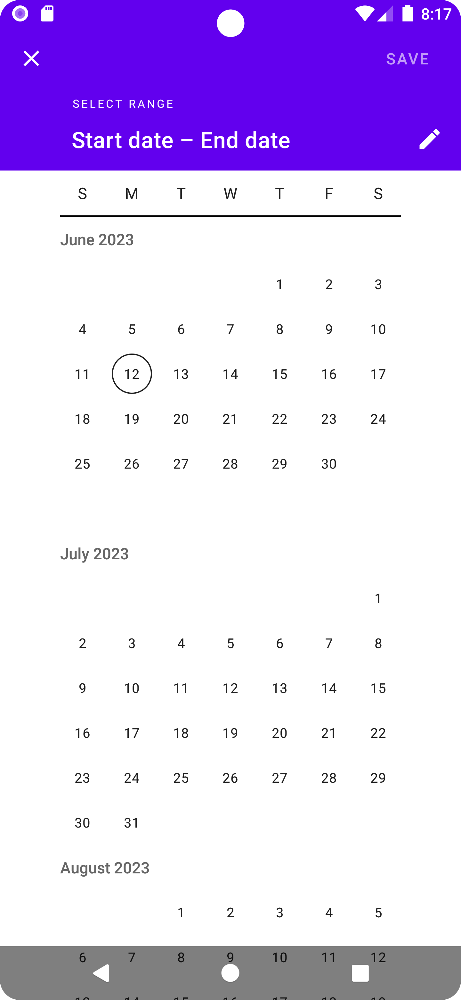 8:17
SAVE
SELECT RANGE
Start date – End date
S M T W T F S
June 2023
1 2 3
4 5 6 7 8 9 10
11 12 13 14 15 16 17
18 19 20 21 22 23 24
25 26 27 28 29 30
July 2023
1
2 3 4 5 6 7 8
9 10 11 12 13 14 15
16 17 18 19 20 21 22
23 24 25 26 27 28 29
30 31
August 2023
1 2 3 4 5
6 7 8 9 10 11 12